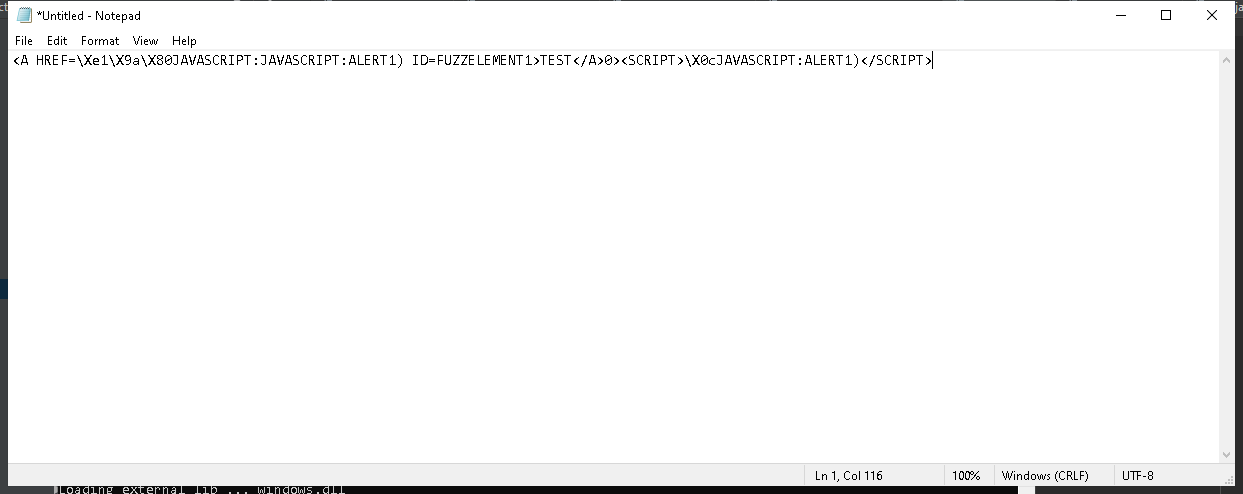 *Untitled - Notepad
File Edit Format View Help
<A HREF=\Xe1\X9a\X80JAVASCRIPT:JAVASCRIPT:ALERT1) ID=FUZZELEMENT1>TEST</A>0><SCRIPT>\X0cJAVASCRIPT:ALERT1)</SCRIPT>
Ln 1, Col 116 100% Windows (CRLF) UTF-8
Loading external lib ... windows.dll